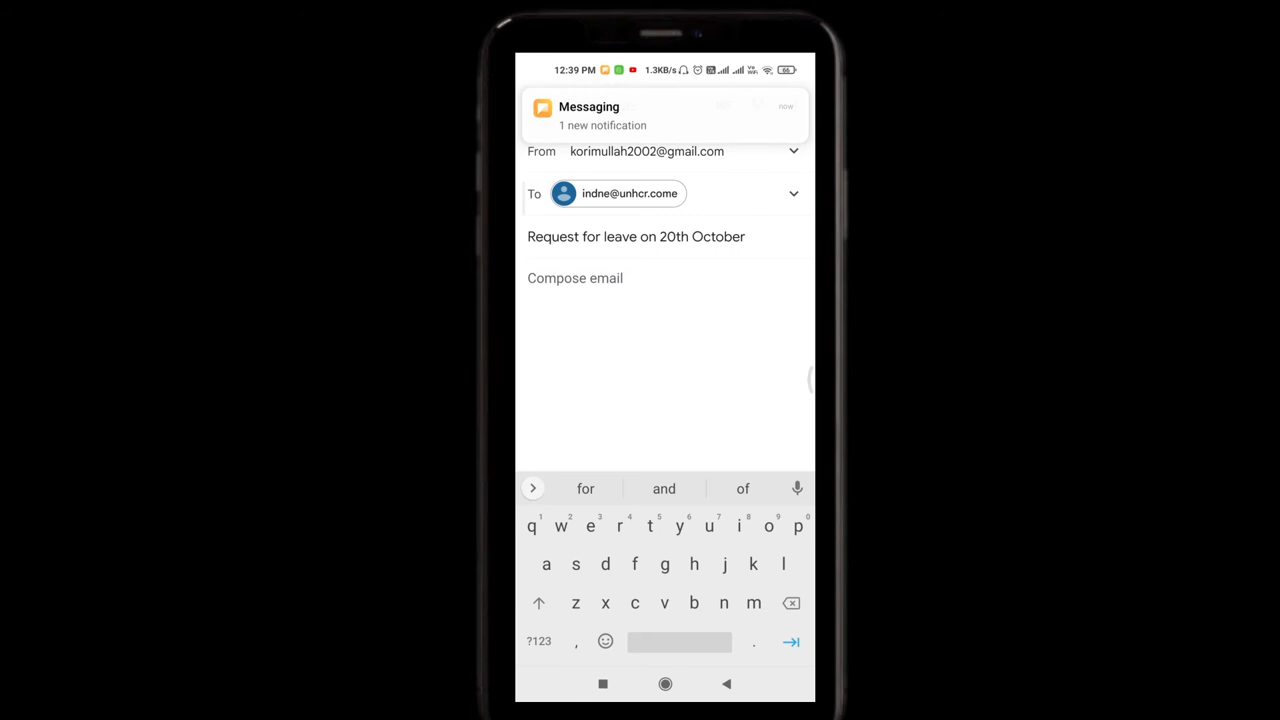 12:39 PM 1.3KB/s 66
Messaging now
1 new notification
From korimullah2002@gmail.com
To indne@unhcr.come
Request for leave on 20th October
Compose email
for and of
1 2 3 4 5 6 7 8 9 0
q w e r t y u i o p
a s d f g h j k l
z x c v b n m
?123 , .